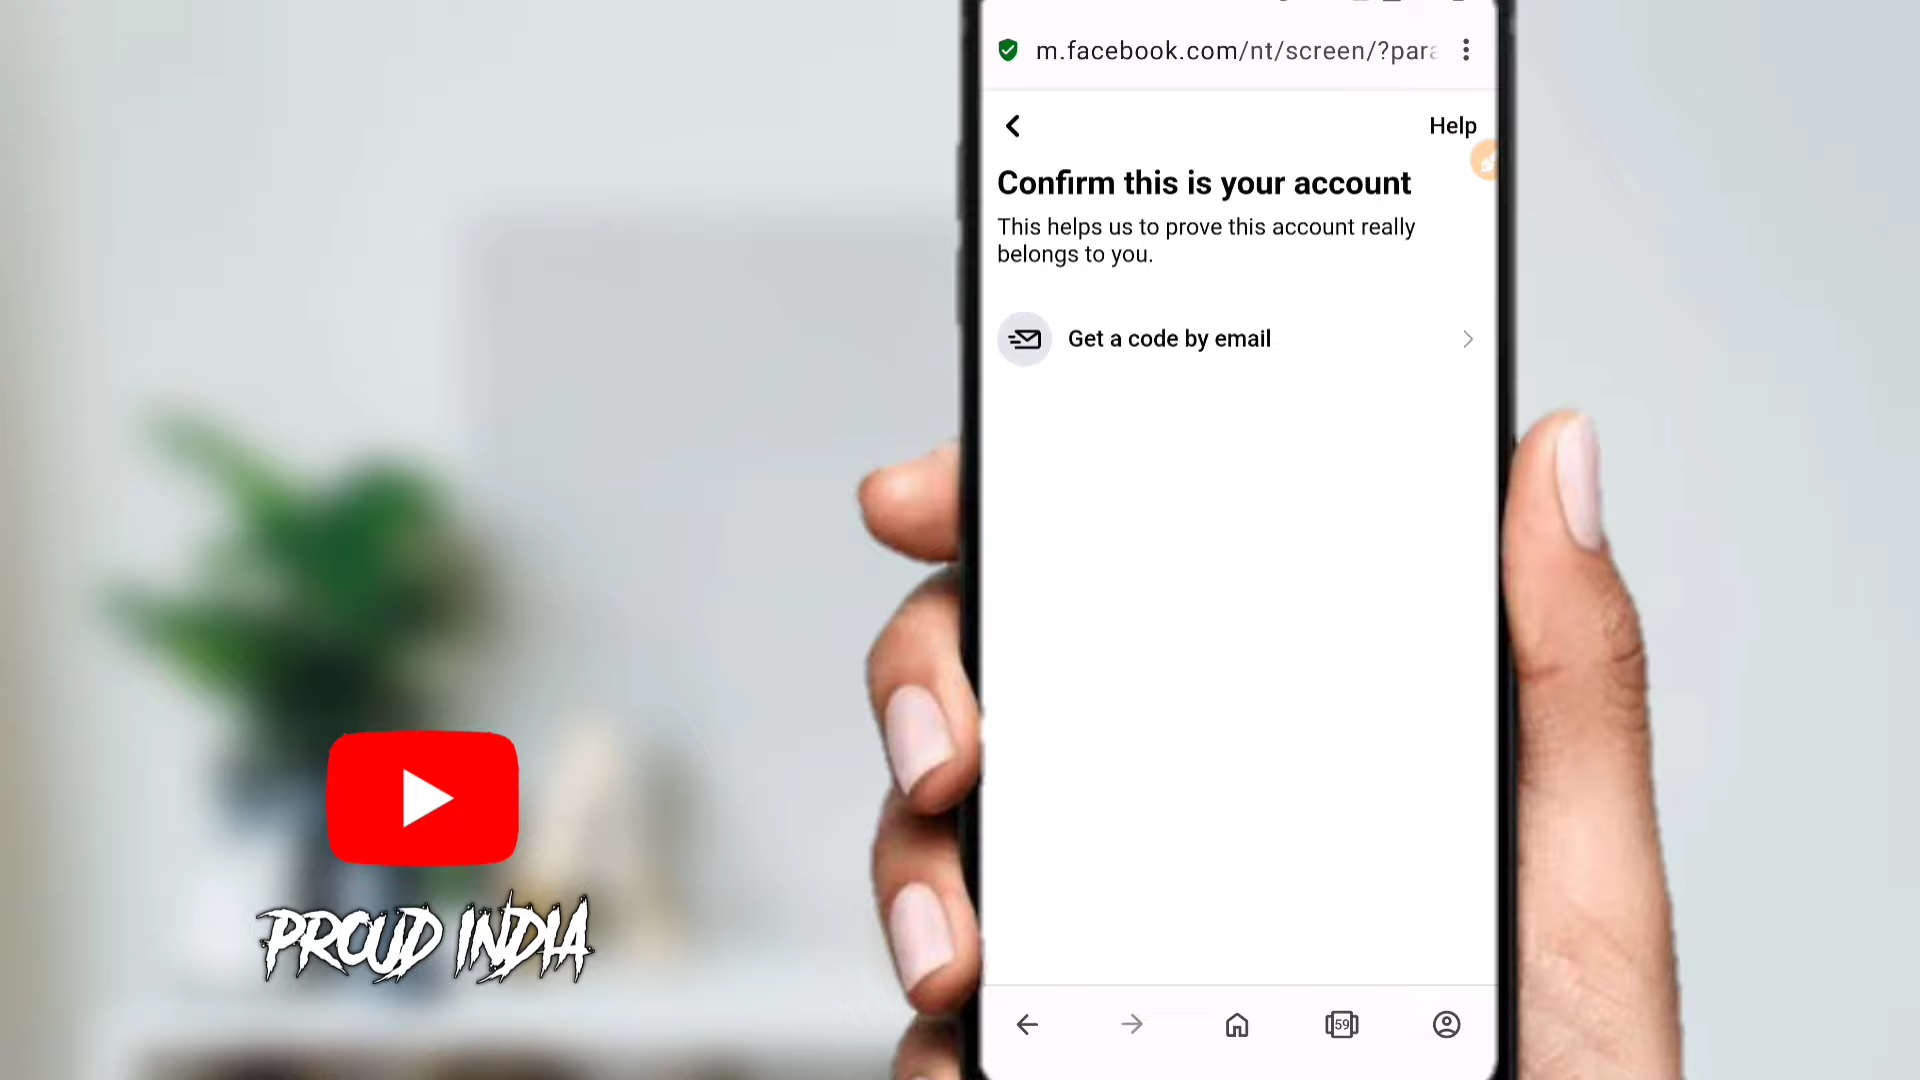 m.facebook.com/nt/screen/?para
Help
Confirm this is your account
This helps us to prove this account really
belongs to you.
Get a code by email
59
PROUD INDIA